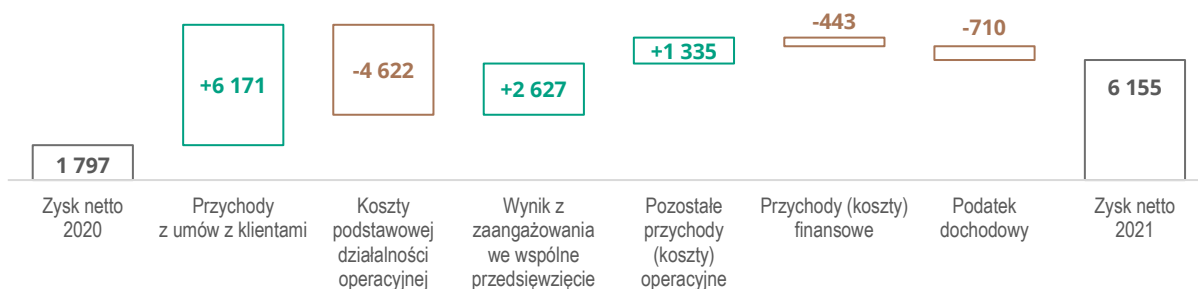 1 797
+6 171
-4 622
+2 627
+1 335
-443
-710
6 155
Zysk netto
2020
Przychody
z umów z klientami
Koszty
podstawowej
działalności
operacyjnej
Wynik z
zaangażowania
we wspólne
przedsięwzięcie
Pozostałe
przychody
(koszty)
operacyjne
Przychody (koszty)
finansowe
Podatek
dochodowy
Zysk netto
2021